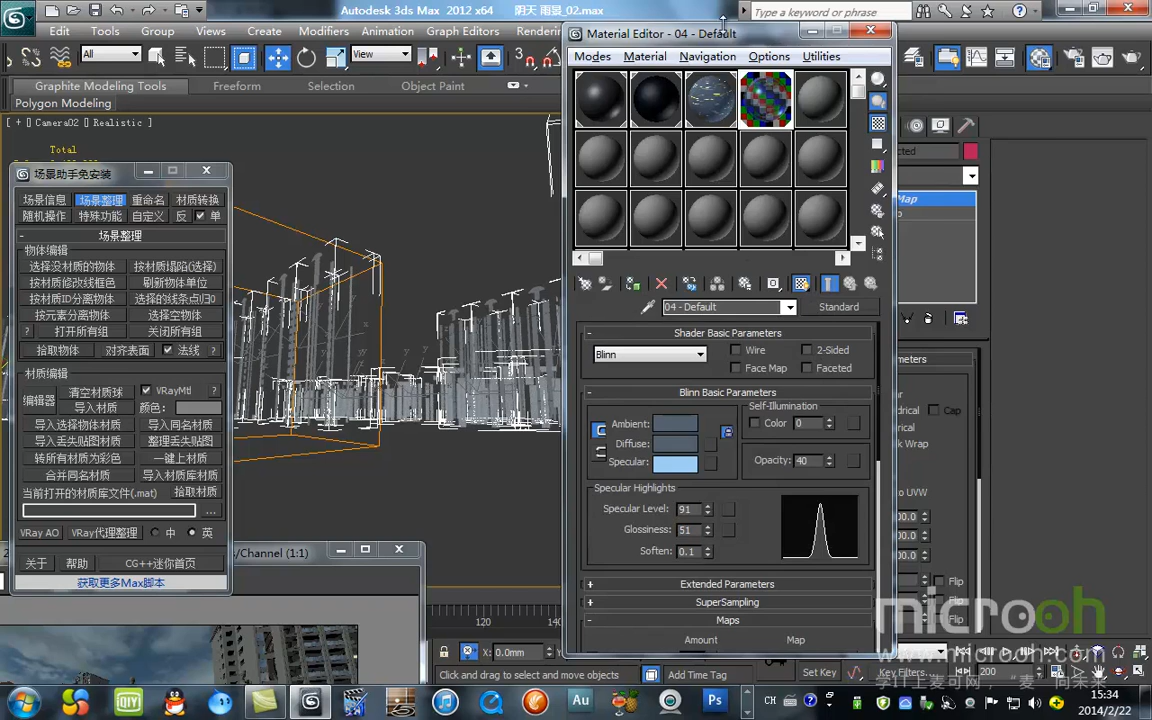 Autodesk 3ds Max 2012 x64 阴天 雨景_02.max
Type a keyword or phrase
Edit Tools Group Views Create Modifiers Animation Graph Editors Rendering
All
View
Graphite Modeling Tools Freeform Selection Object Paint
Polygon Modeling
[ + [] Camera02 [] Realistic ]
Total
场景助手免安装
场景信息 场景整理 重命名 材质转换
随机操作 特殊功能 自定义 反 单
场景整理
物体编辑
选择没材质的物体 按材质塌陷(选择)
按材质修改线框色 刷新物体单位
按材质ID分离物体 选择的线条点归30
按元素分离物体 选择空物体
? 打开所有组 关闭所有组
拾取物体 对齐表面 法线 ?
材质编辑
编辑器 清空材质球 VRayMtl ?
导入材质 颜色:
导入选择物体材质 导入同名材质
导入丢失贴图材质 整理丢失贴图
转所有材质为彩色 一键上材质
合并同名材质 导入材质库材质
当前打开的材质库文件(.mat) 拾取材质
...
VRay AO VRay代理整理 中 英
关于 帮助 CG++迷你首页
获取更多Max脚本
/Channel (1:1)
Material Editor - 04 - Default
Modes Material Navigation Options Utilities
04 - Default Standard
Shader Basic Parameters
Blinn Wire 2-Sided
Face Map Faceted
Blinn Basic Parameters
Self-Illumination
Ambient: Color 0
Diffuse:
Specular: Opacity: 40
Specular Highlights
Specular Level: 91
Glossiness: 51
Soften: 0.1
Extended Parameters
SuperSampling
Maps
Amount Map
Cap
Flip
Flip
Flip
120
X: 0.0mm
Click and drag to select and move objects
Add Time Tag
Set Key Key Filters...
microoh
www.microoh.com
CH
15:34
2014/2/22